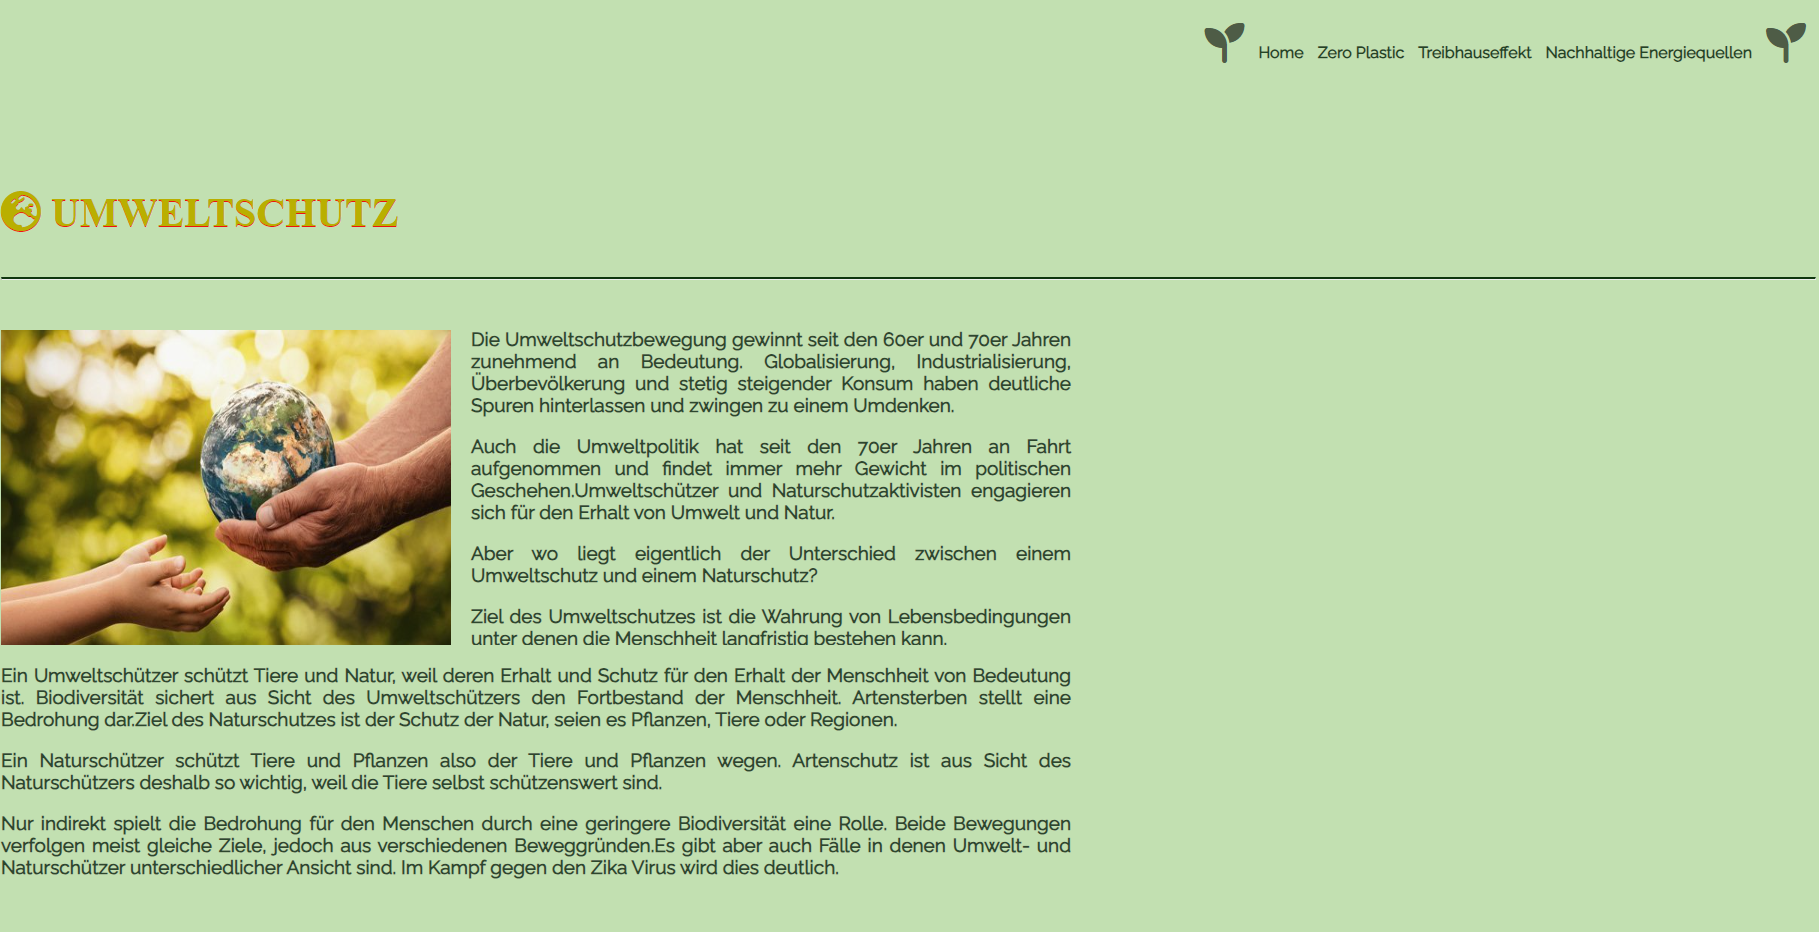 Home Zero Plastic Treibhauseffekt Nachhaltige Energiequellen
UMWELTSCHUTZ
Die Umweltschutzbewegung gewinnt seit den 60er und 70er Jahren
zunehmend an Bedeutung. Globalisierung, Industrialisierung,
Überbevölkerung und stetig steigender Konsum haben deutliche
Spuren hinterlassen und zwingen zu einem Umdenken.
Auch die Umweltpolitik hat seit den 70er Jahren an Fahrt
aufgenommen und findet immer mehr Gewicht im politischen
Geschehen.Umweltschützer und Naturschutzaktivisten engagieren
sich für den Erhalt von Umwelt und Natur.
Aber wo liegt eigentlich der Unterschied zwischen einem
Umweltschutz und einem Naturschutz?
Ziel des Umweltschutzes ist die Wahrung von Lebensbedingungen
unter denen die Menschheit langfristig bestehen kann.
Ein Umweltschützer schützt Tiere und Natur, weil deren Erhalt und Schutz für den Erhalt der Menschheit von Bedeutung
ist. Biodiversität sichert aus Sicht des Umweltschützers den Fortbestand der Menschheit. Artensterben stellt eine
Bedrohung dar.Ziel des Naturschutzes ist der Schutz der Natur, seien es Pflanzen, Tiere oder Regionen.
Ein Naturschützer schützt Tiere und Pflanzen also der Tiere und Pflanzen wegen. Artenschutz ist aus Sicht des
Naturschützers deshalb so wichtig, weil die Tiere selbst schützenswert sind.
Nur indirekt spielt die Bedrohung für den Menschen durch eine geringere Biodiversität eine Rolle. Beide Bewegungen
verfolgen meist gleiche Ziele, jedoch aus verschiedenen Beweggründen.Es gibt aber auch Fälle in denen Umwelt- und
Naturschützer unterschiedlicher Ansicht sind. Im Kampf gegen den Zika Virus wird dies deutlich.